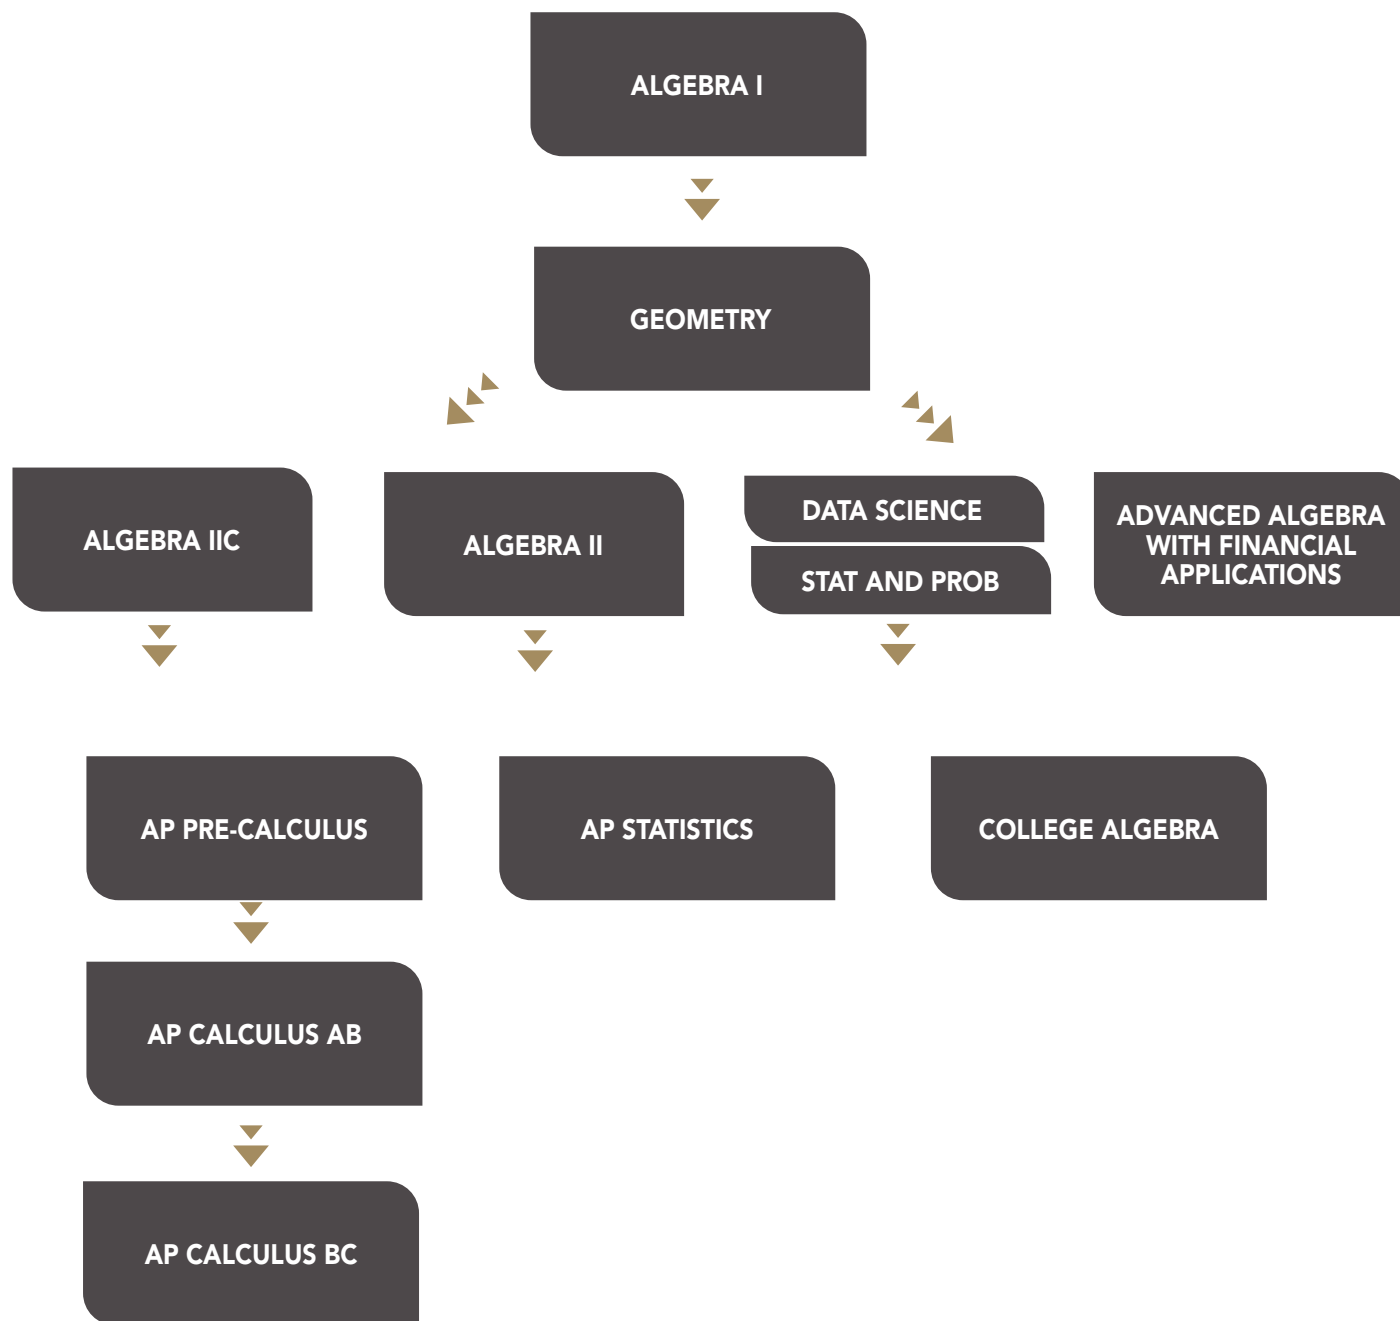 ALGEBRA I
GEOMETRY
ALGEBRA IIC
ALGEBRA II
DATA SCIENCE
STAT AND PROB
ADVANCED ALGEBRA
WITH FINANCIAL
APPLICATIONS
AP PRE-CALCULUS
AP STATISTICS
COLLEGE ALGEBRA
AP CALCULUS AB
AP CALCULUS BC